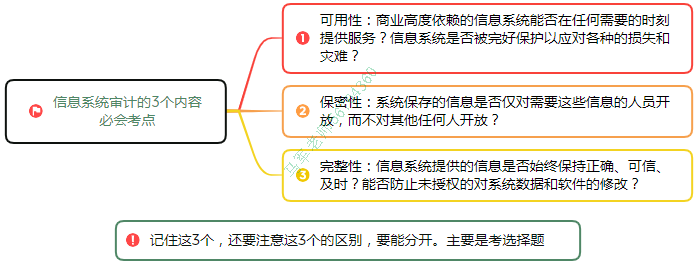 信息系统审计的3个内容
必会考点
1
可用性：商业高度依赖的信息系统能否在任何需要的时刻
提供服务？信息系统是否被完好保护以应对各种的损失和
灾难？
2
保密性：系统保存的信息是否仅对需要这些信息的人员开
放，而不对其他任何人开放？
3
完整性：信息系统提供的信息是否始终保持正确、可信、
及时？能否防止未授权的对系统数据和软件的修改？
记住这3个，还要注意这3个的区别，要能分开。主要是考选择题